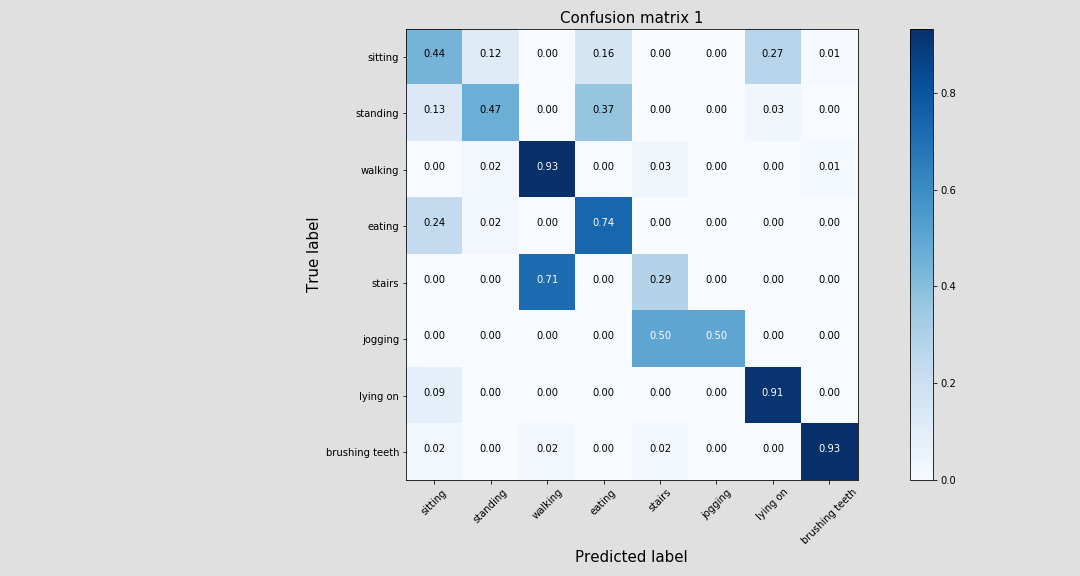 Confusion matrix 1
sitting 0.44 0.12 0.00 0.16 0.00 0.00 0.27 0.01
standing 0.13 0.47 0.00 0.37 0.00 0.00 0.03 0.00
walking 0.00 0.02 0.93 0.00 0.03 0.00 0.00 0.01
eating 0.24 0.02 0.00 0.74 0.00 0.00 0.00 0.00
stairs 0.00 0.00 0.71 0.00 0.29 0.00 0.00 0.00
jogging 0.00 0.00 0.00 0.00 0.50 0.50 0.00 0.00
lying on 0.09 0.00 0.00 0.00 0.00 0.00 0.91 0.00
brushing teeth 0.02 0.00 0.02 0.00 0.02 0.00 0.00 0.93
sitting standing walking eating stairs jogging lying on brushing teeth
True label
Predicted label
0.8
0.6
0.4
0.2
0.0